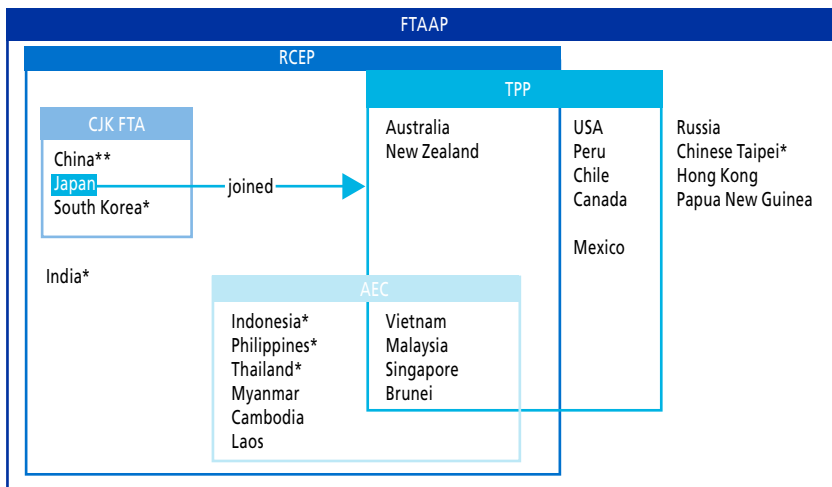 FTAAP
RCEP
TPP
CJK FTA
China**
Japan
South Korea*
joined
Australia
New Zealand
USA
Peru
Chile
Canada
Mexico
Russia
Chinese Taipei*
Hong Kong
Papua New Guinea
India*
AEC
Indonesia*
Philippines*
Thailand*
Myanmar
Cambodia
Laos
Vietnam
Malaysia
Singapore
Brunei